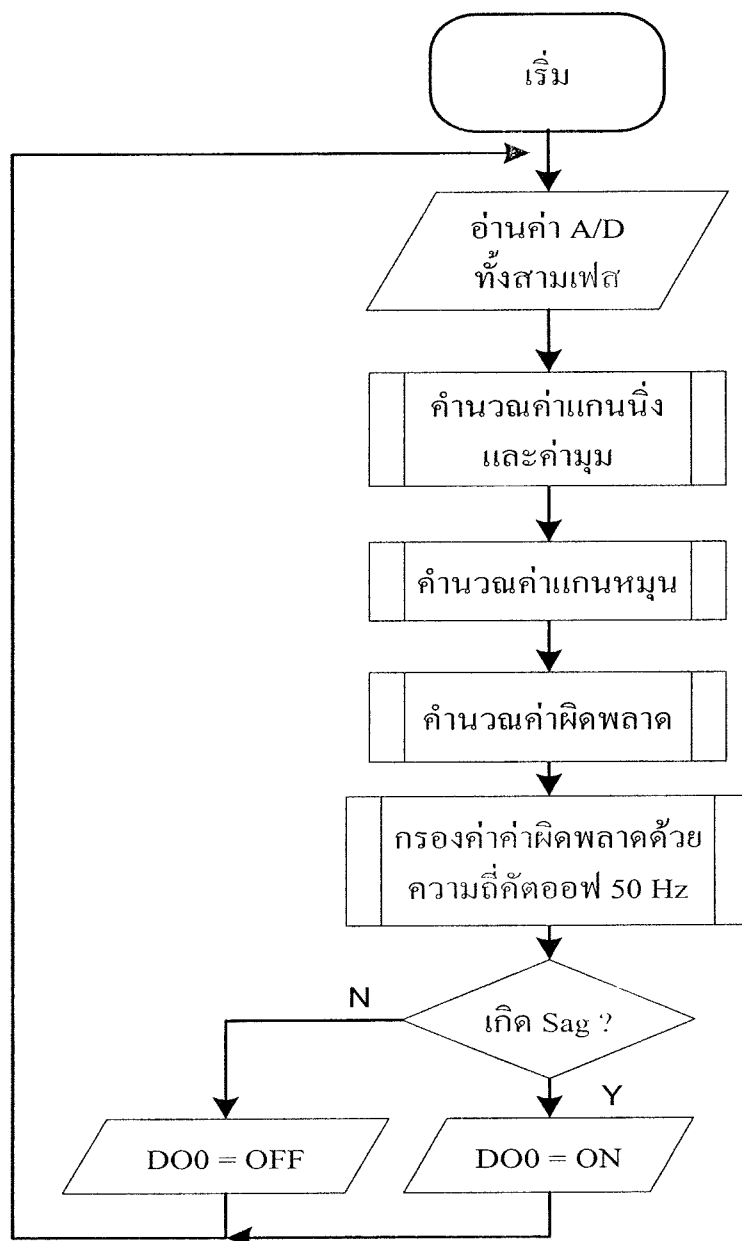 เริ่ม
อ่านค่า A/D
ทั้งสามเฟส
คำนวณค่าแกนนิ่ง
และค่ามุม
คำนวณค่าแกนหมุน
คำนวณค่าผิดพลาด
กรองค่าค่าผิดพลาดด้วย
ความถี่คัตออฟ 50 Hz
เกิด Sag ?
N
Y
DO0 = OFF
DO0 = ON